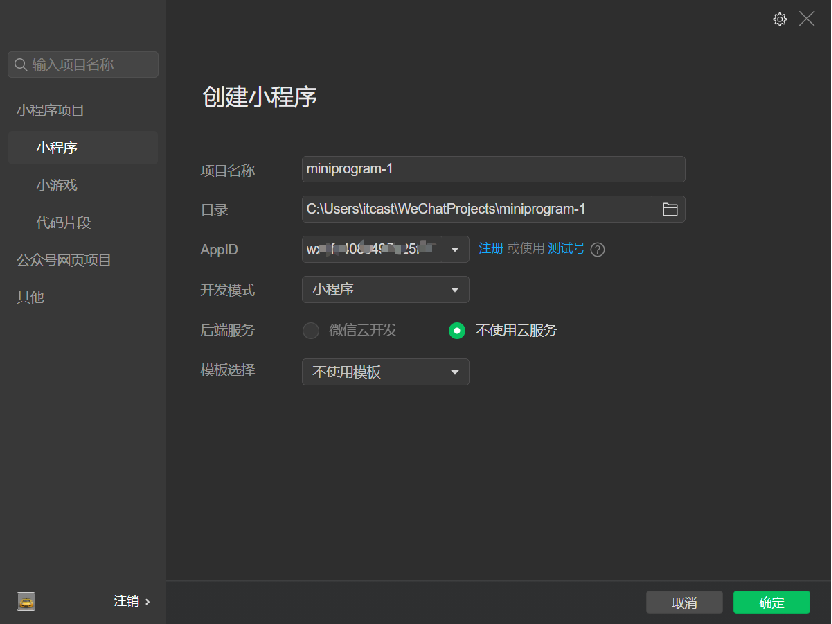 输入项目名称
小程序项目
小程序
小游戏
代码片段
公众号网页项目
其他
注销 >
创建小程序
项目名称 miniprogram-1
目录 C:\Users\itcast\WeChatProjects\miniprogram-1
AppID 注册 或使用 测试号 ?
开发模式 小程序
后端服务 微信云开发 不使用云服务
模板选择 不使用模板
取消 确定